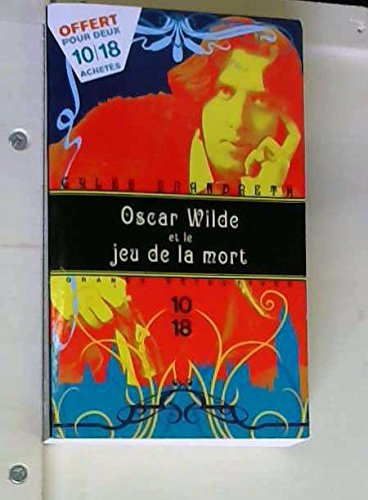 OFFERT
POUR DEUX
10|18
ACHETÉS
GYLES BRANDRETH
Oscar Wilde
et le
jeu de la mort
GRANDS DÉTECTIVES
10
18